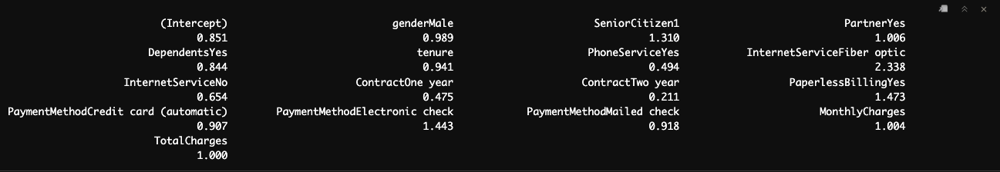 (Intercept) genderMale SeniorCitizen1 PartnerYes
0.851 0.989 1.310 1.006
DependentsYes tenure PhoneServiceYes InternetServiceFiber optic
0.844 0.941 0.494 2.338
InternetServiceNo ContractOne year ContractTwo year PaperlessBillingYes
0.654 0.475 0.211 1.473
PaymentMethodCredit card (automatic) PaymentMethodElectronic check PaymentMethodMailed check MonthlyCharges
0.907 1.443 0.918 1.004
TotalCharges
1.000